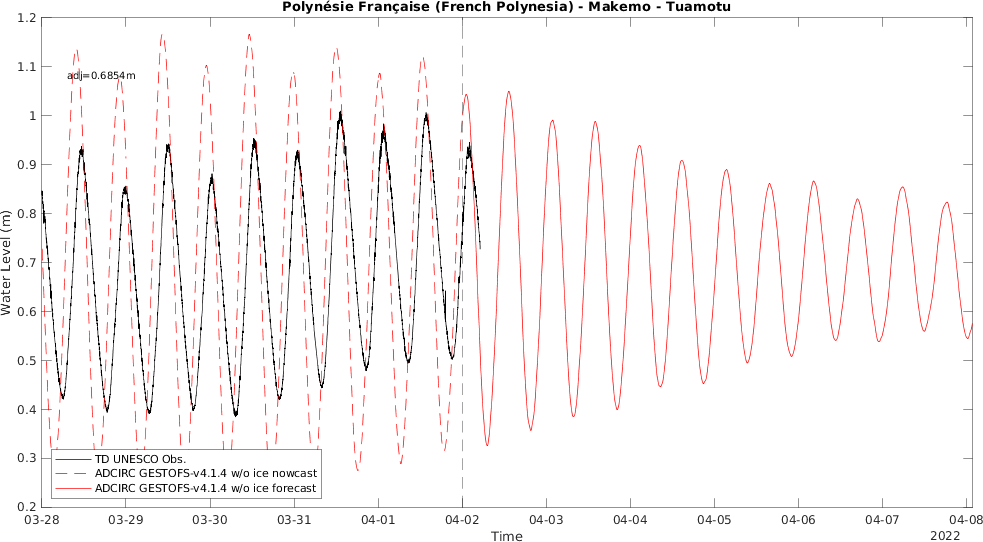 Polynésie Française (French Polynesia) - Makemo - Tuamotu
1.2
1.1
1
0.9
0.8
0.7
0.6
0.5
0.4
0.3
0.2
Water Level (m)
adj=0.6854m
TD UNESCO Obs.
ADCIRC GESTOFS-v4.1.4 w/o ice nowcast
ADCIRC GESTOFS-v4.1.4 w/o ice forecast
03-28 03-29 03-30 03-31 04-01 04-02 04-03 04-04 04-05 04-06 04-07 04-08
Time
2022